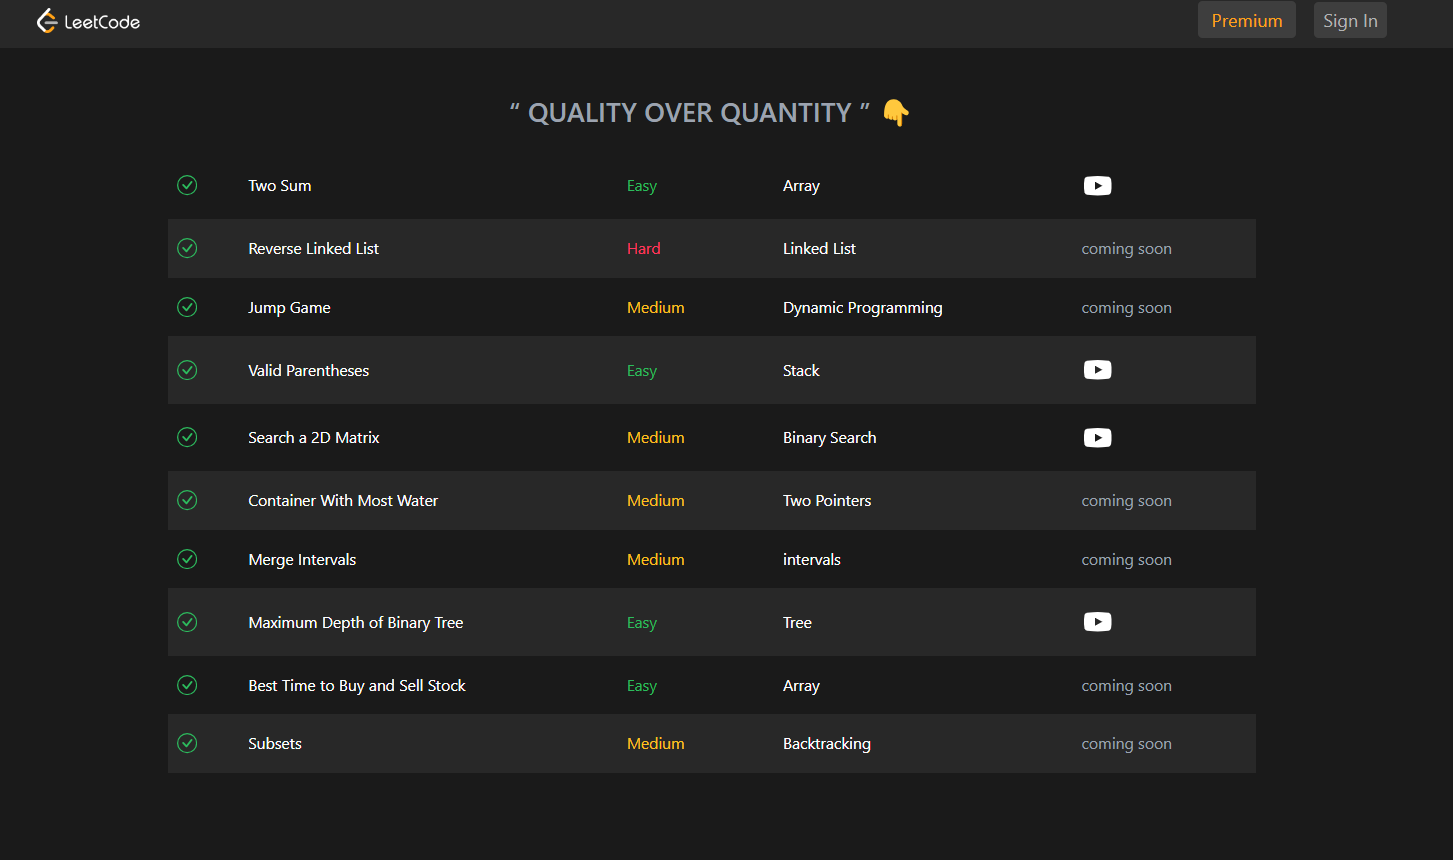 LeetCode Premium Sign In
“ QUALITY OVER QUANTITY ” 👇
Two Sum Easy Array
Reverse Linked List Hard Linked List coming soon
Jump Game Medium Dynamic Programming coming soon
Valid Parentheses Easy Stack
Search a 2D Matrix Medium Binary Search
Container With Most Water Medium Two Pointers coming soon
Merge Intervals Medium intervals coming soon
Maximum Depth of Binary Tree Easy Tree
Best Time to Buy and Sell Stock Easy Array coming soon
Subsets Medium Backtracking coming soon